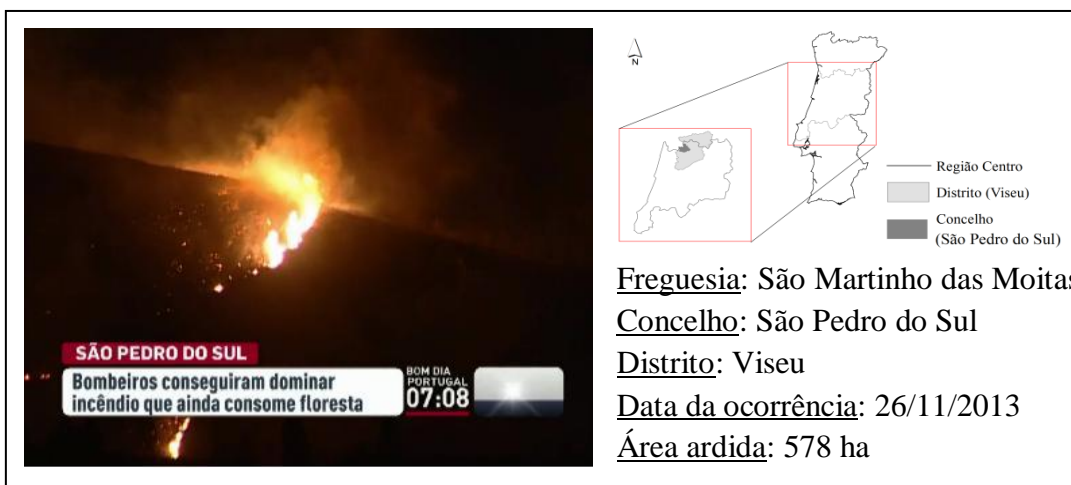 SÃO PEDRO DO SUL
Bombeiros conseguiram dominar
incêndio que ainda consome floresta
BOM DIA
PORTUGAL
07:08
N
Região Centro
Distrito (Viseu)
Concelho
(São Pedro do Sul)
Freguesia: São Martinho das Moitas
Concelho: São Pedro do Sul
Distrito: Viseu
Data da ocorrência: 26/11/2013
Área ardida: 578 ha